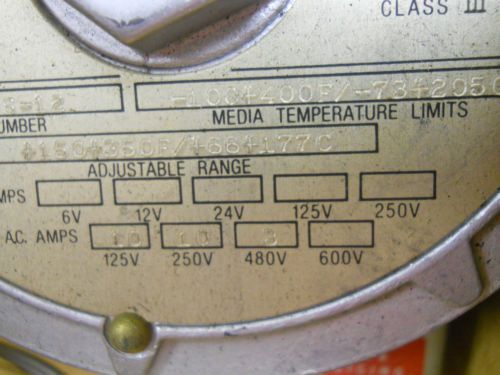 CLASS III
3-12 -100+400F/-73+205C
NUMBER MEDIA TEMPERATURE LIMITS
+150+350F/+66+177C
ADJUSTABLE RANGE
AMPS
6V 12V 24V 125V 250V
A.C. AMPS 10 10 3
125V 250V 480V 600V